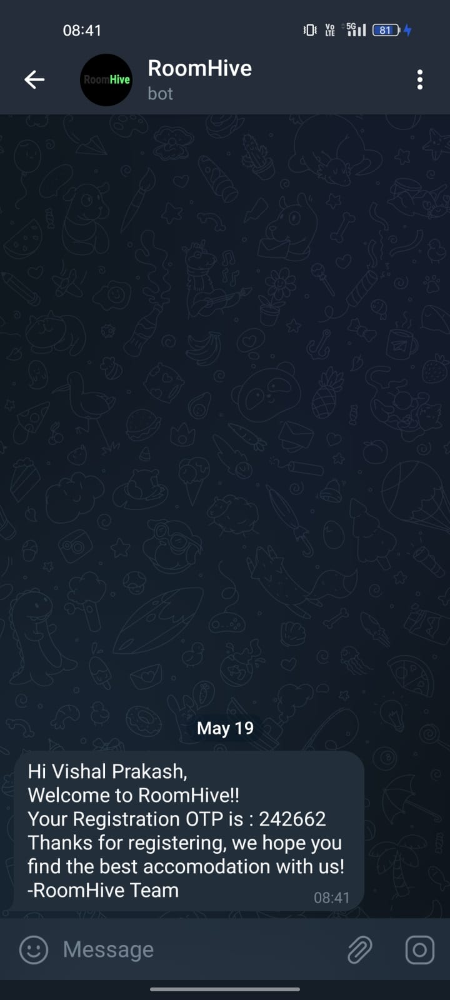 08:41
Vo
LTE
5G
81
RoomHive
RoomHive
bot
May 19
Hi Vishal Prakash,
Welcome to RoomHive!!
Your Registration OTP is : 242662
Thanks for registering, we hope you
find the best accomodation with us!
-RoomHive Team
08:41
Message